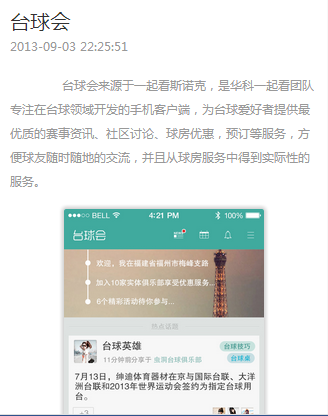 台球会
2013-09-03 22:25:51
台球会来源于一起看斯诺克，是华科一起看团队
专注在台球领域开发的手机客户端，为台球爱好者提供最
优质的赛事资讯、社区讨论、球房优惠，预订等服务，方
便球友随时随地的交流，并且从球房服务中得到实际性的
服务。
BELL 4:21 PM 100%
台球会
欢迎，我在福建省福州市梅峰支路
加入10家实体俱乐部享受优惠服务...
6个精彩活动待你参与...
热点话题
台球英雄 台球技巧
11分钟前分享于 台球桌
7月13日，绅迪体育器材在京与国际台联、大洋
洲台联和2013年世界运动会签约为指定台球用
台。